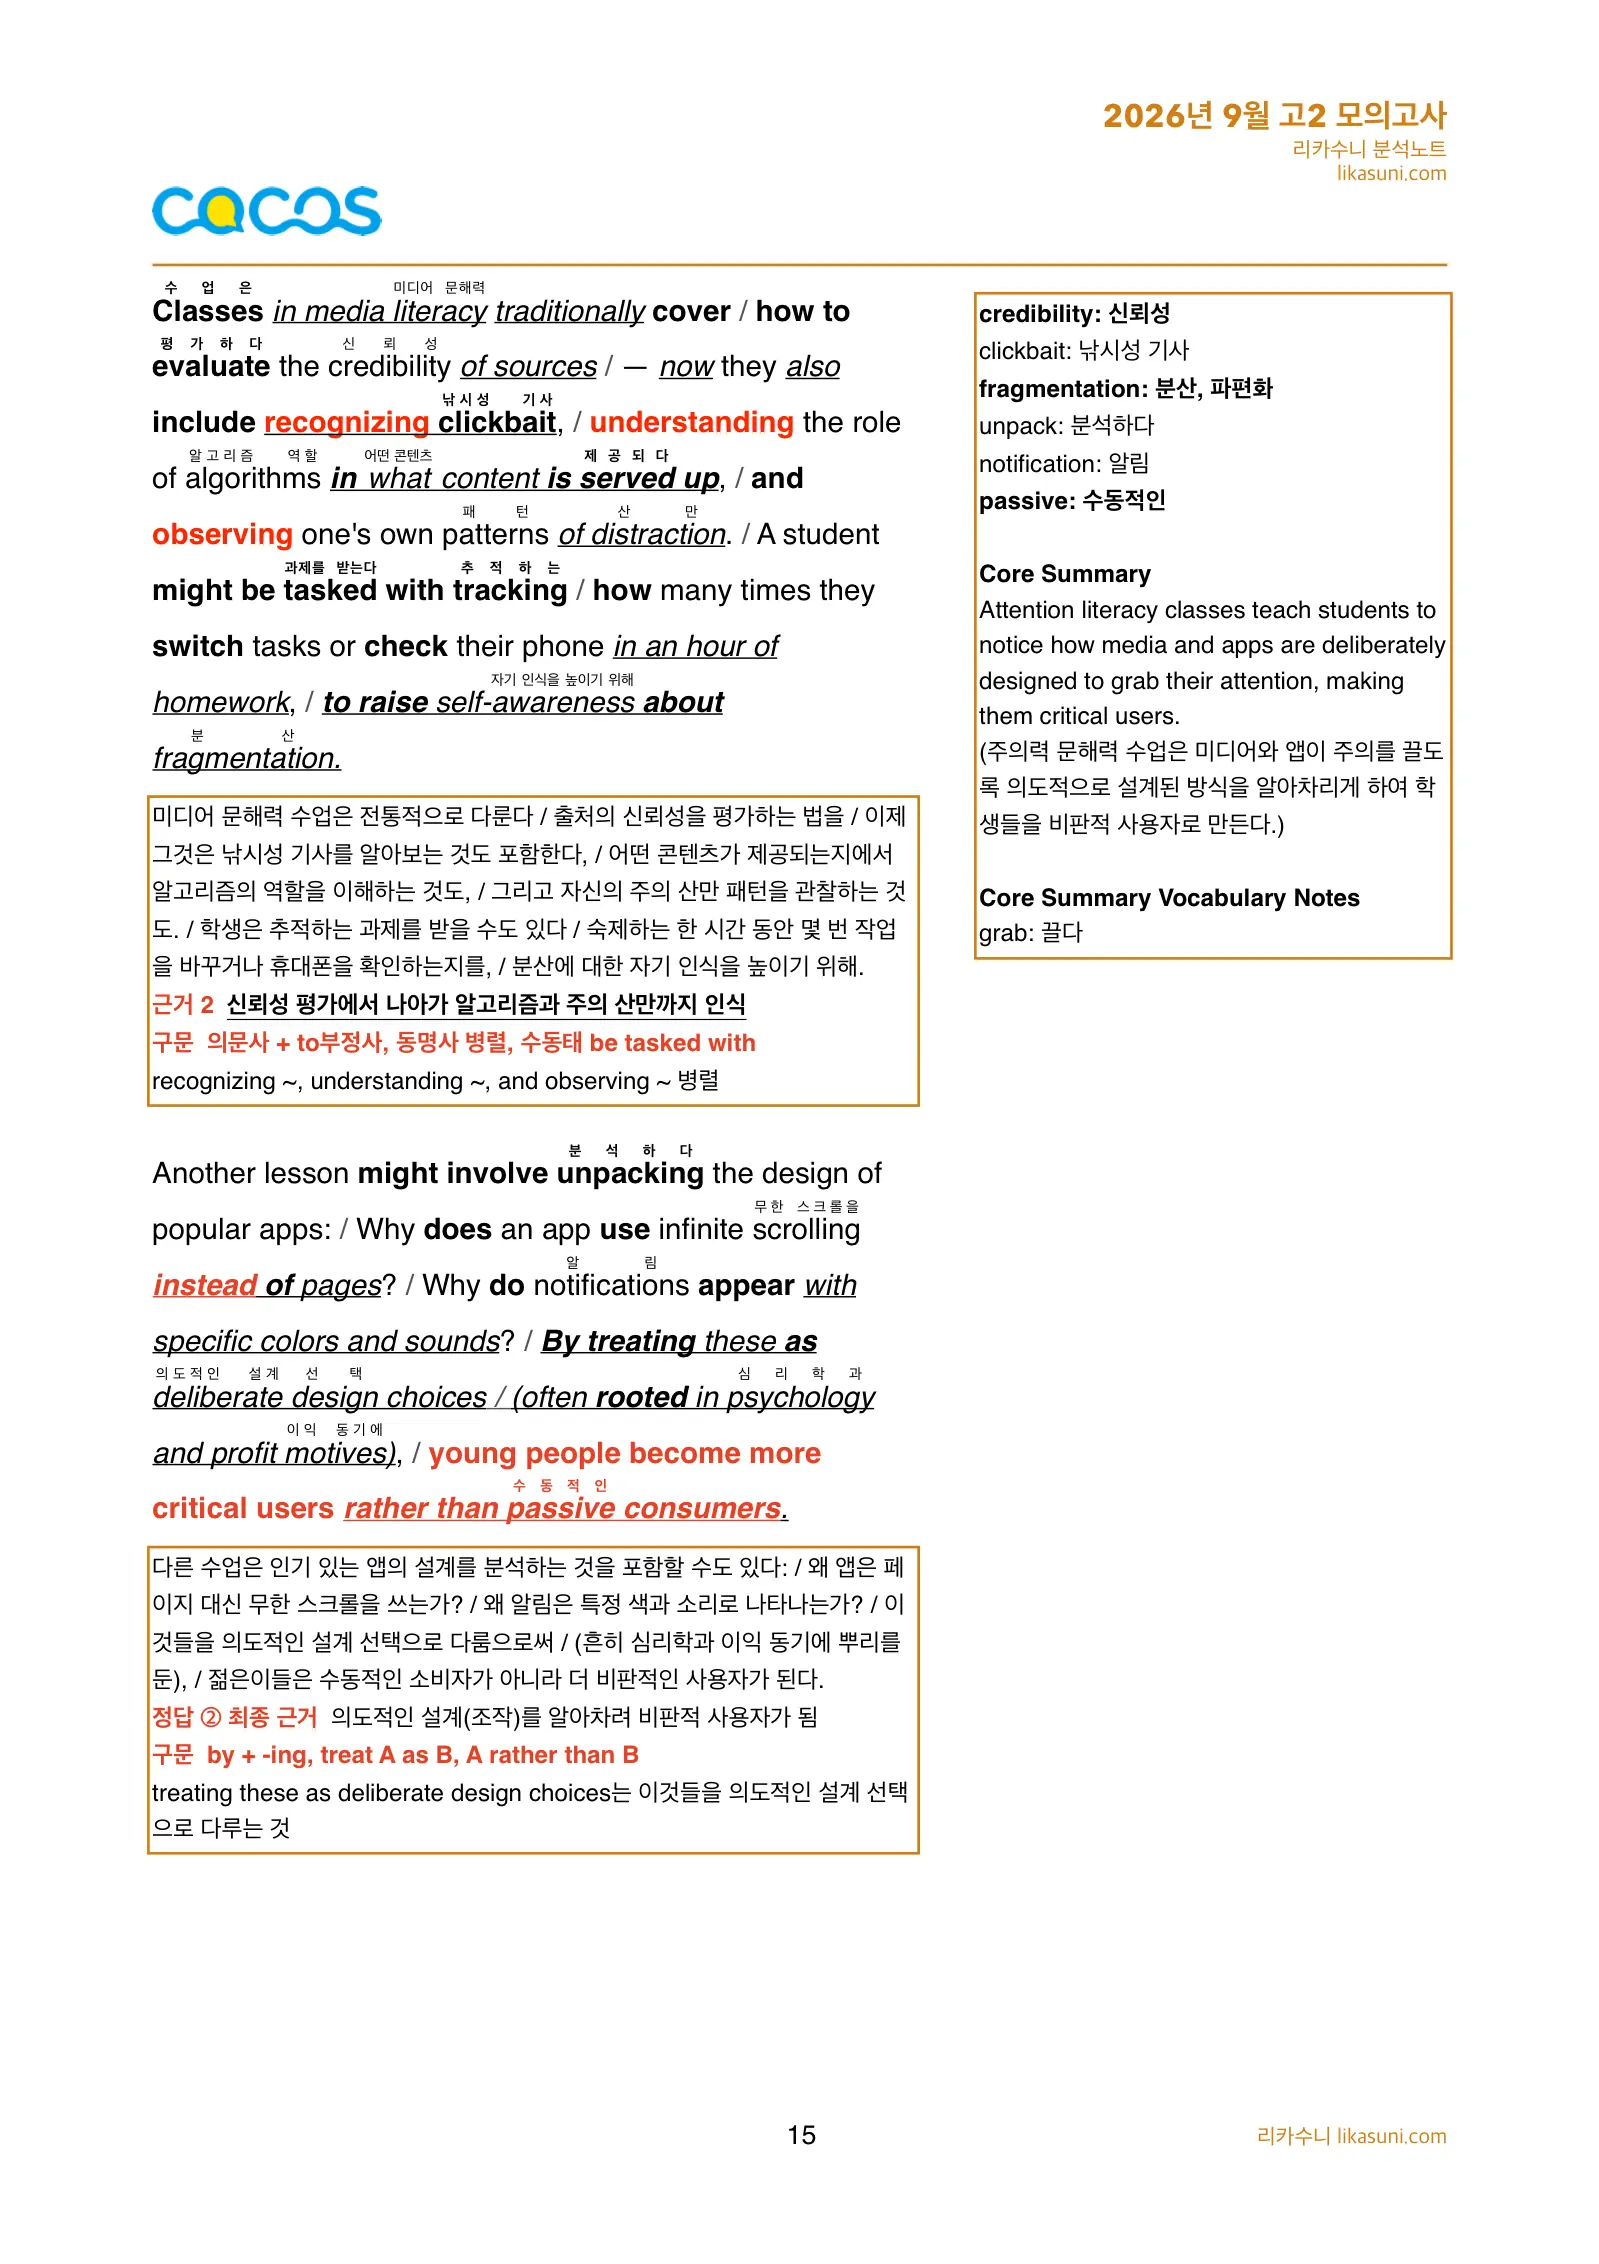 2026년 9월 고2 모의고사
리카수니 분석노트
likasuni.com
cacos
수 업 은 미디어 문해력
Classes in media literacy traditionally cover / how to
평 가 하 다 신 뢰 성
evaluate the credibility of sources / — now they also
낚시성 기사
include recognizing clickbait, / understanding the role
알고리즘 역할 어떤 콘텐츠 제 공 되 다
of algorithms in what content is served up, / and
패 턴 산 만
observing one's own patterns of distraction. / A student
과제를 받는다 추 적 하 는
might be tasked with tracking / how many times they
switch tasks or check their phone in an hour of
자기 인식을 높이기 위해
homework, / to raise self-awareness about
분 산
fragmentation.
미디어 문해력 수업은 전통적으로 다룬다 / 출처의 신뢰성을 평가하는 법을 / 이제
그것은 낚시성 기사를 알아보는 것도 포함한다, / 어떤 콘텐츠가 제공되는지에서
알고리즘의 역할을 이해하는 것도, / 그리고 자신의 주의 산만 패턴을 관찰하는 것
도. / 학생은 추적하는 과제를 받을 수도 있다 / 숙제하는 한 시간 동안 몇 번 작업
을 바꾸거나 휴대폰을 확인하는지를, / 분산에 대한 자기 인식을 높이기 위해.
근거 2 신뢰성 평가에서 나아가 알고리즘과 주의 산만까지 인식
구문 의문사 + to부정사, 동명사 병렬, 수동태 be tasked with
recognizing ~, understanding ~, and observing ~ 병렬
분 석 하 다
Another lesson might involve unpacking the design of
무한 스크롤을
popular apps: / Why does an app use infinite scrolling
알 림
instead of pages? / Why do notifications appear with
specific colors and sounds? / By treating these as
의도적인 설계 선 택 심 리 학 과
deliberate design choices / (often rooted in psychology
이익 동기에
and profit motives), / young people become more
수 동 적 인
critical users rather than passive consumers.
다른 수업은 인기 있는 앱의 설계를 분석하는 것을 포함할 수도 있다: / 왜 앱은 페
이지 대신 무한 스크롤을 쓰는가? / 왜 알림은 특정 색과 소리로 나타나는가? / 이
것들을 의도적인 설계 선택으로 다룸으로써 / (흔히 심리학과 이익 동기에 뿌리를
둔), / 젊은이들은 수동적인 소비자가 아니라 더 비판적인 사용자가 된다.
정답 ② 최종 근거 의도적인 설계(조작)를 알아차려 비판적 사용자가 됨
구문 by + -ing, treat A as B, A rather than B
treating these as deliberate design choices는 이것들을 의도적인 설계 선택
으로 다루는 것
credibility: 신뢰성
clickbait: 낚시성 기사
fragmentation: 분산, 파편화
unpack: 분석하다
notification: 알림
passive: 수동적인
Core Summary
Attention literacy classes teach students to
notice how media and apps are deliberately
designed to grab their attention, making
them critical users.
(주의력 문해력 수업은 미디어와 앱이 주의를 끌도
록 의도적으로 설계된 방식을 알아차리게 하여 학
생들을 비판적 사용자로 만든다.)
Core Summary Vocabulary Notes
grab: 끌다
15
리카수니 likasuni.com